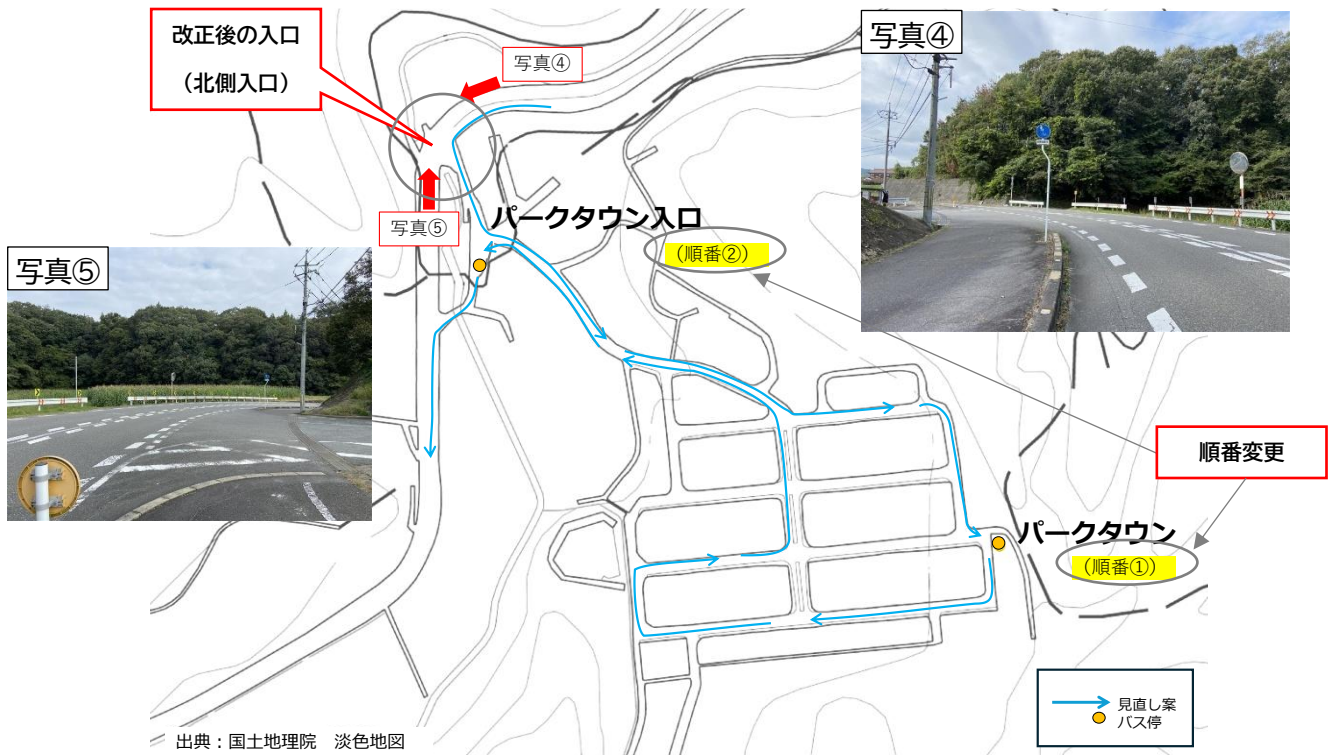 改正後の入口
（北側入口）
写真④
写真④
写真⑤
パークタウン入口
（順番②））
写真⑤
順番変更
パークタウン
（順番①））
見直し案
バス停
出典：国土地理院　淡色地図